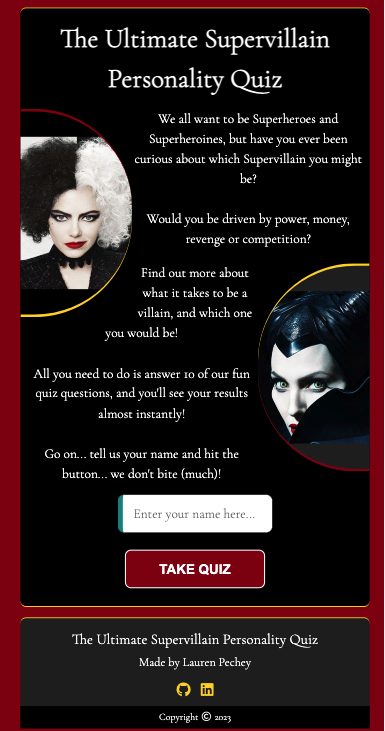 The Ultimate Supervillain
Personality Quiz
We all want to be Superheroes and
Superheroines, but have you ever been
curious about which Supervillain you might
be?
Would you be driven by power, money,
revenge or competition?
Find out more about
what it takes to be a
villain, and which one
you would be!
All you need to do is answer 10 of our fun
quiz questions, and you'll see your results
almost instantly!
Go on... tell us your name and hit the
button... we don't bite (much)!
Enter your name here...
TAKE QUIZ
The Ultimate Supervillain Personality Quiz
Made by Lauren Pechey
Copyright © 2023